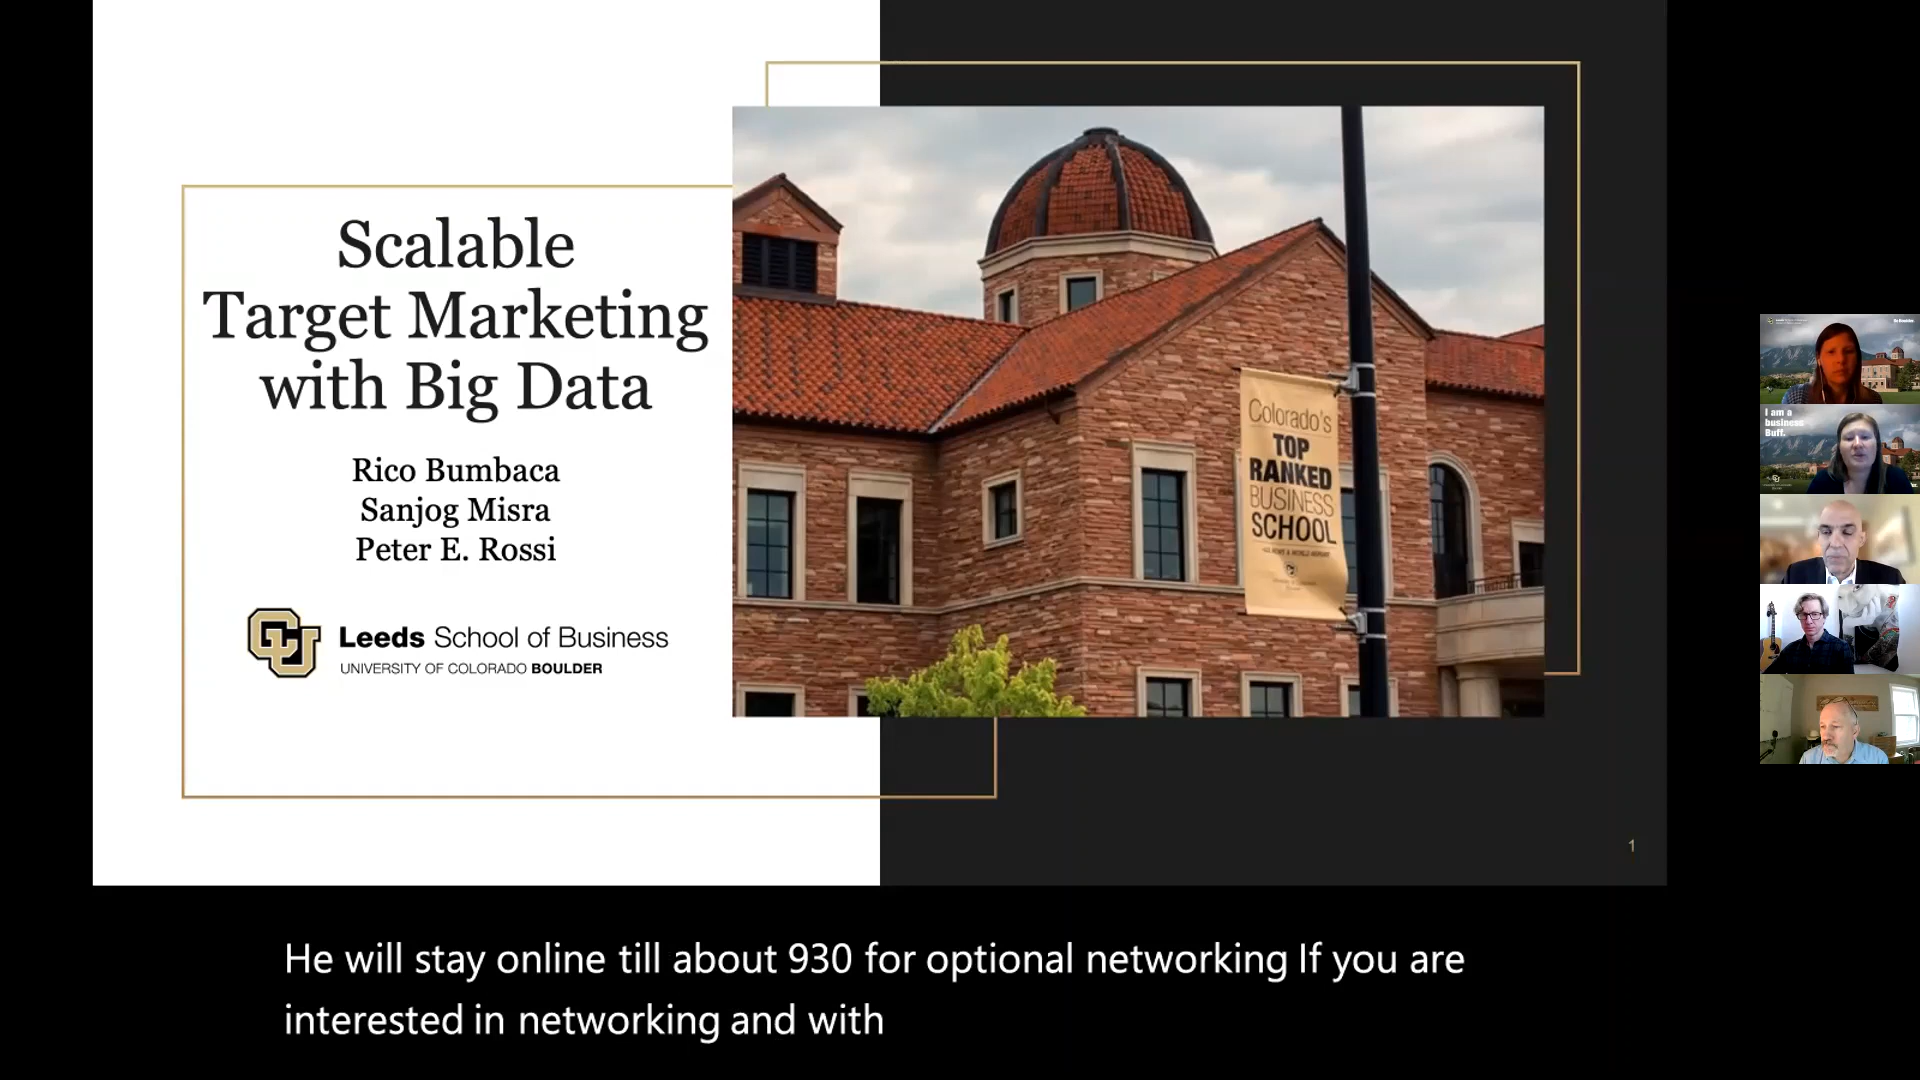 Scalable
Target Marketing
with Big Data
Rico Bumbaca
Sanjog Misra
Peter E. Rossi
CU
Leeds School of Business
UNIVERSITY OF COLORADO BOULDER
Colorado's
TOP
RANKED
BUSINESS
SCHOOL
1
I am a
business
Buff.
He will stay online till about 930 for optional networking If you are
interested in networking and with